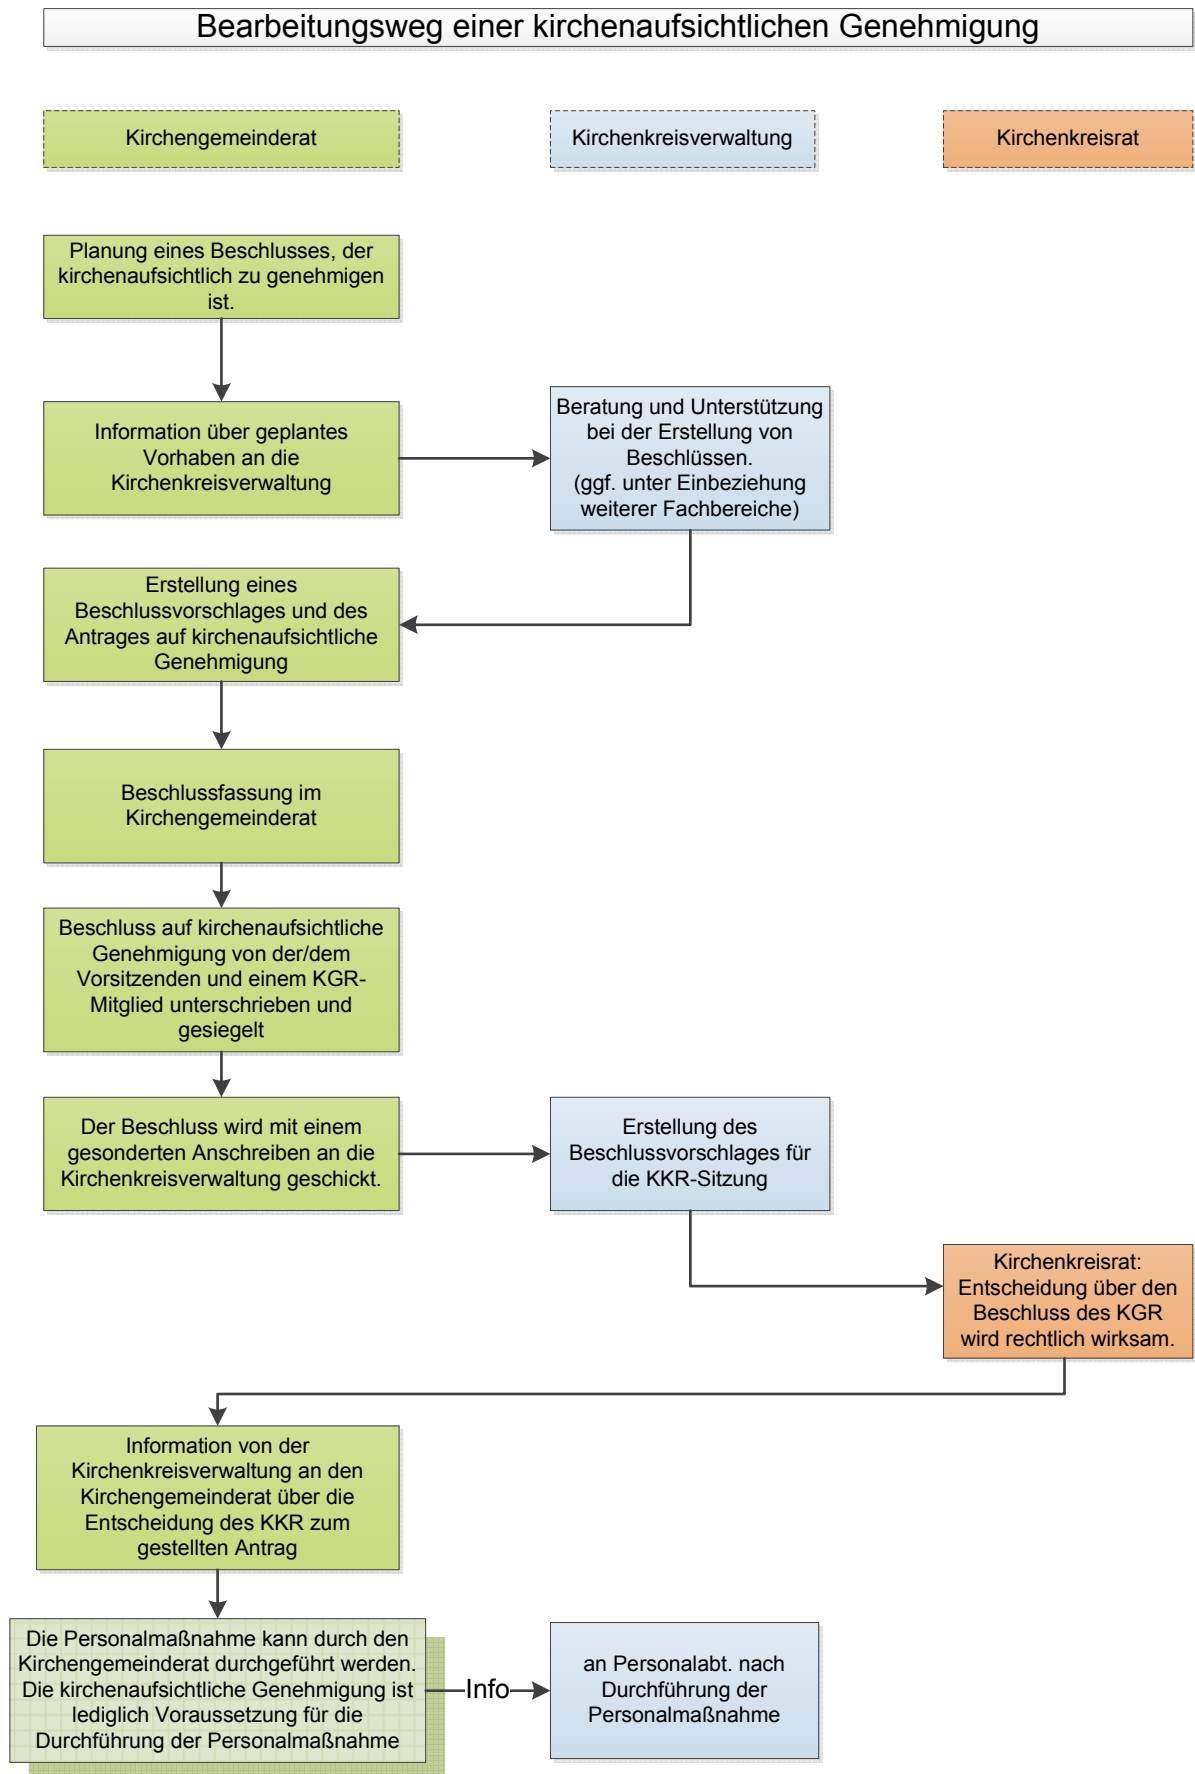 Bearbeitungsweg einer kirchenaufsichtlichen Genehmigung
Kirchengemeinderat
Kirchenkreisverwaltung
Kirchenkreisrat
Planung eines Beschlusses, der
kirchenaufsichtlich zu genehmigen
ist.
Information über geplantes
Vorhaben an die
Kirchenkreisverwaltung
Beratung und Unterstützung
bei der Erstellung von
Beschlüssen.
(ggf. unter Einbeziehung
weiterer Fachbereiche)
Erstellung eines
Beschlussvorschlages und des
Antrages auf kirchenaufsichtliche
Genehmigung
Beschlussfassung im
Kirchengemeinderat
Beschluss auf kirchenaufsichtliche
Genehmigung von der/dem
Vorsitzenden und einem KGR-
Mitglied unterschrieben und
gesiegelt
Der Beschluss wird mit einem
gesonderten Anschreiben an die
Kirchenkreisverwaltung geschickt.
Erstellung des
Beschlussvorschlages für
die KKR-Sitzung
Kirchenkreisrat:
Entscheidung über den
Beschluss des KGR
wird rechtlich wirksam.
Information von der
Kirchenkreisverwaltung an den
Kirchengemeinderat über die
Entscheidung des KKR zum
gestellten Antrag
Die Personalmaßnahme kann durch den
Kirchengemeinderat durchgeführt werden.
Die kirchenaufsichtliche Genehmigung ist
lediglich Voraussetzung für die
Durchführung der Personalmaßnahme
Info
an Personalabt. nach
Durchführung der
Personalmaßnahme